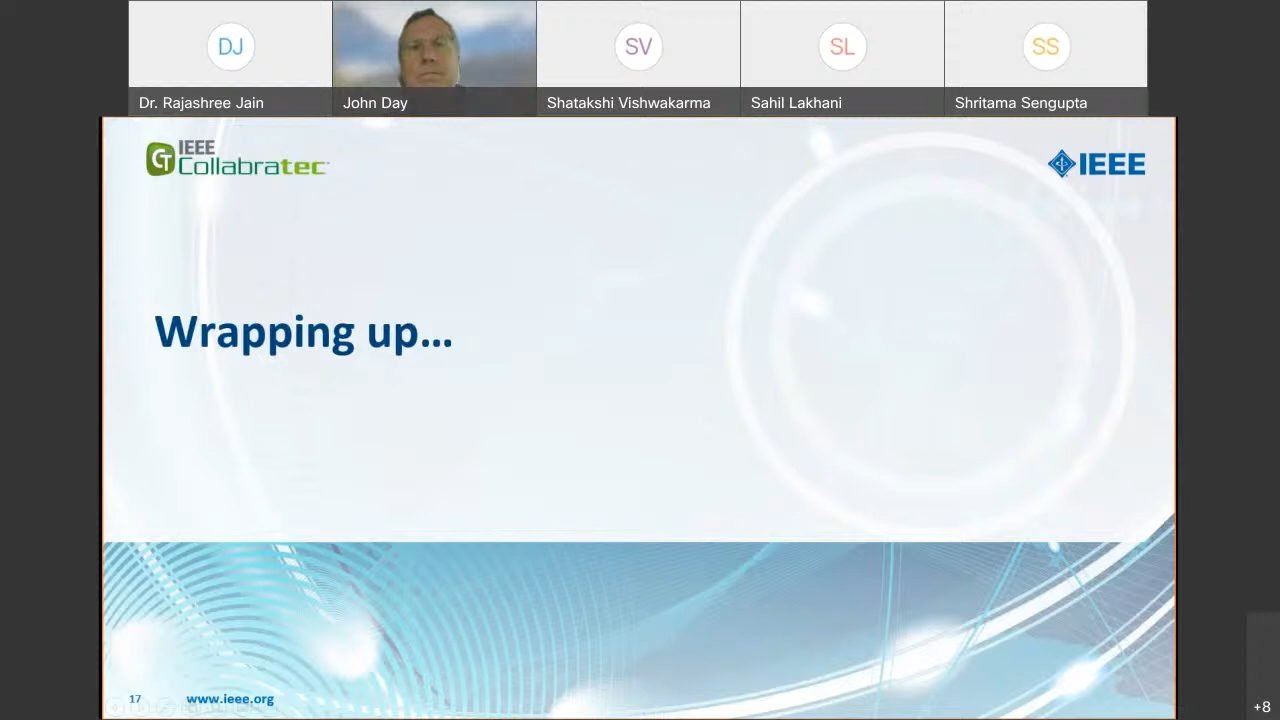 DJ
SV
SL
SS
Dr. Rajashree Jain
John Day
Shatakshi Vishwakarma
Sahil Lakhani
Shritama Sengupta
CT
IEEE
Collabratec
IEEE
Wrapping up...
17
www.ieee.org
+8